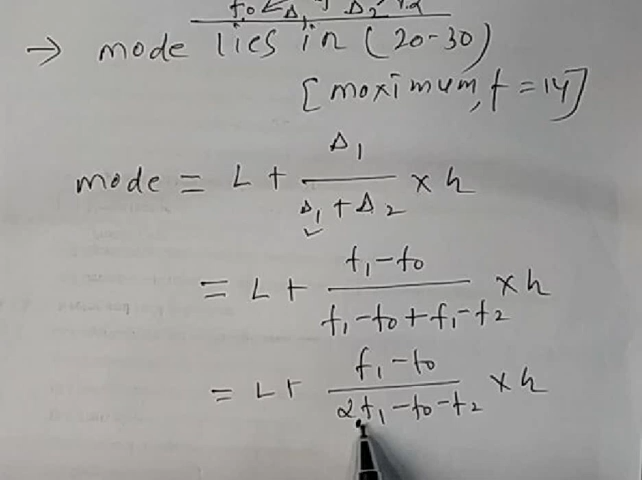 → mode lies in (20-30)
[maximum, f = 14]
mode = L + Δ₁ / (Δ₁ + Δ₂) × h
= L + (f₁ - f₀) / (f₁ - f₀ + f₁ - f₂) × h
= L + (f₁ - f₀) / (2f₁ - f₀ - f₂) × h